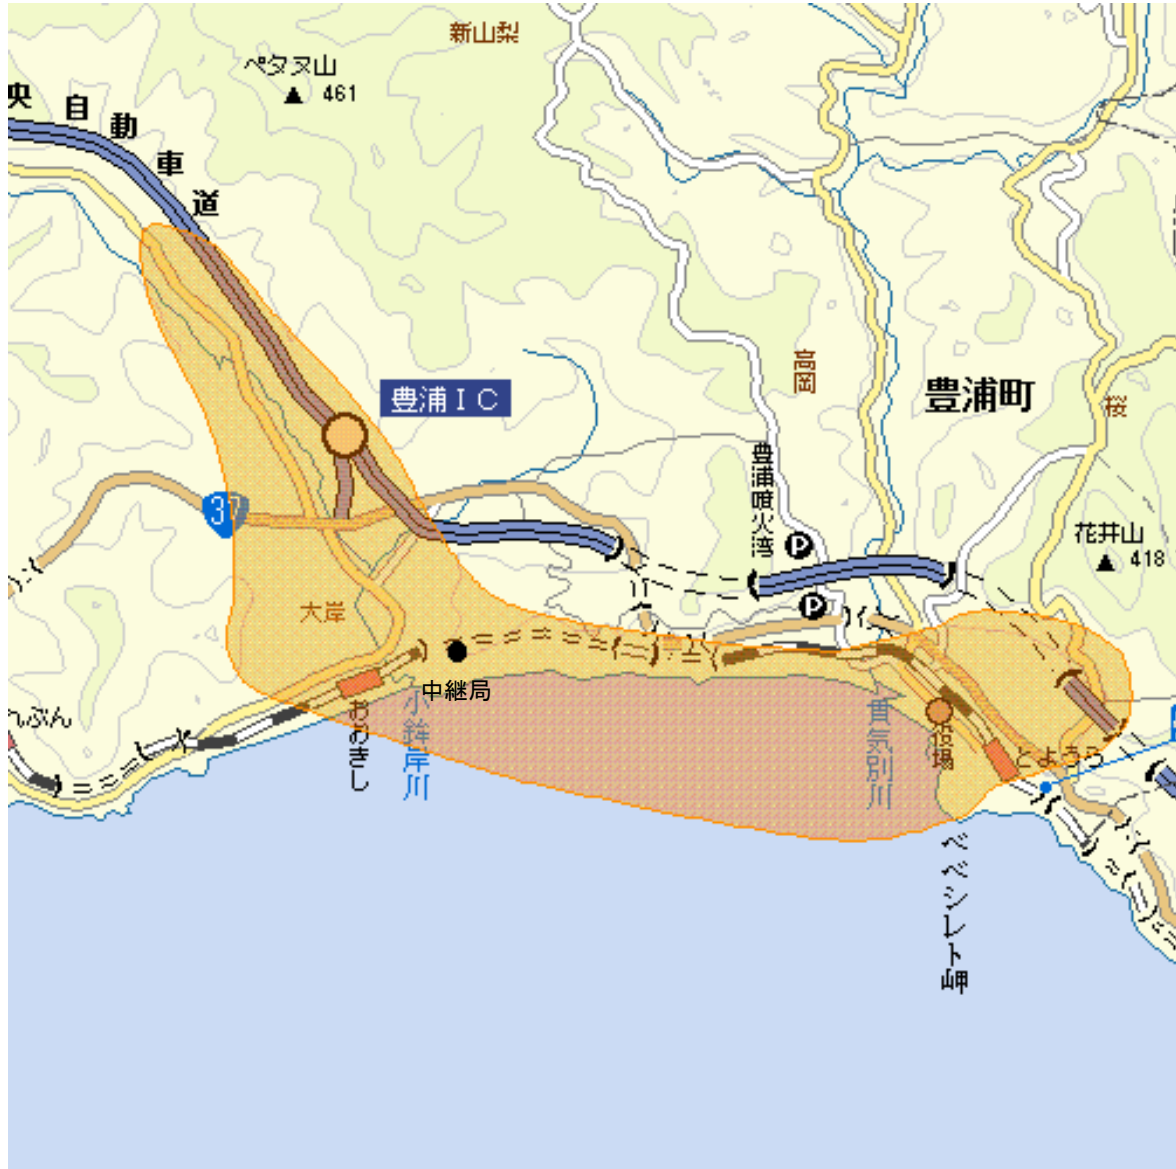 新山梨
ペタヌ山
461
央自動車道
豊浦ＩＣ
高岡
豊浦町
桜
豊浦噴火湾
P
37
花井山
418
P
大岸
中継局
小鉾岸川
おおきし
貫気別川
役場
とようら
べべシレト岬